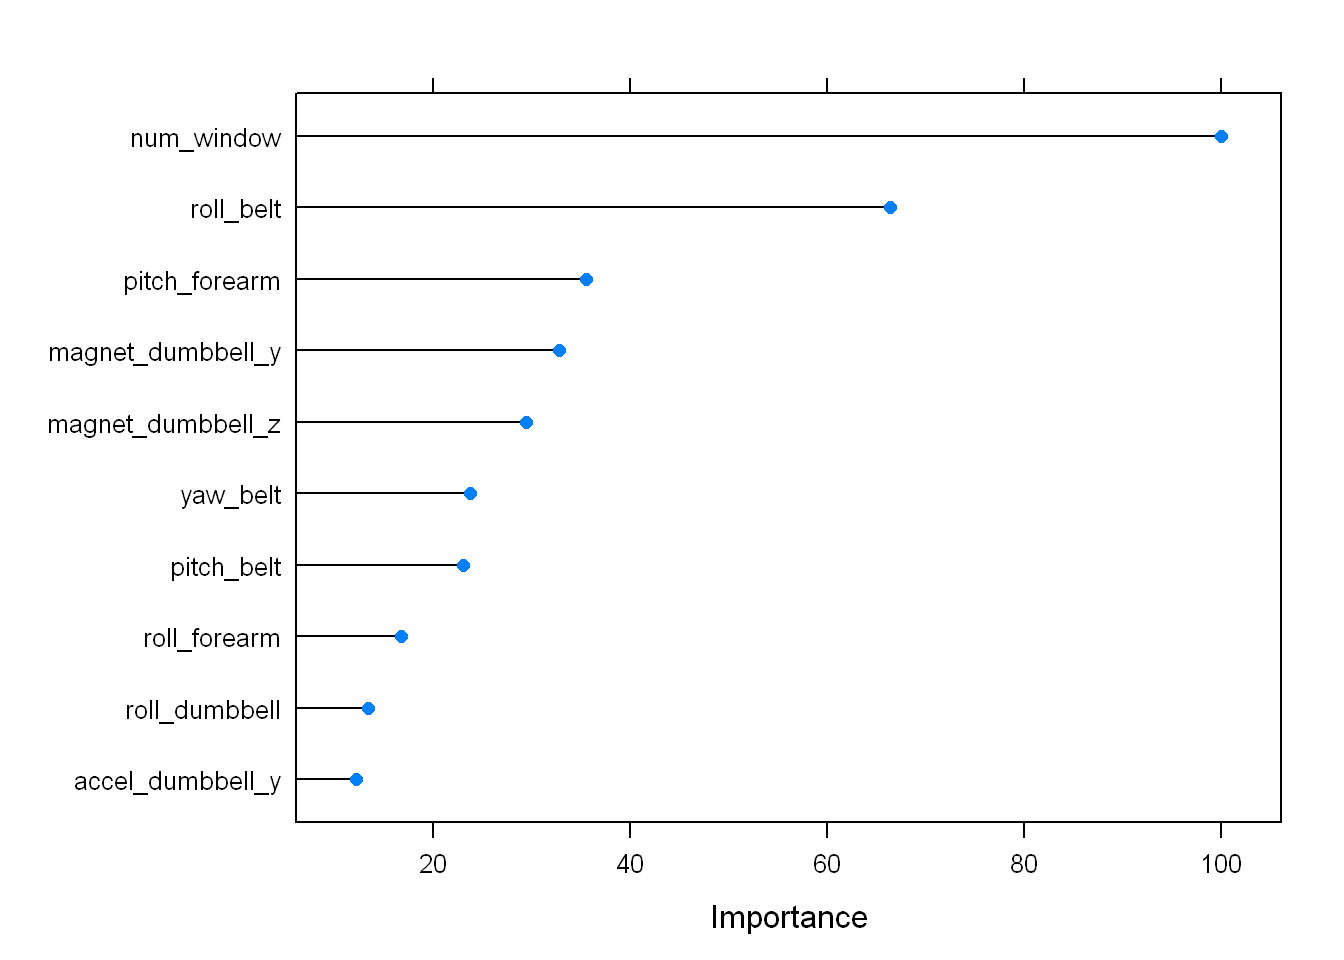 num_window
roll_belt
pitch_forearm
magnet_dumbbell_y
magnet_dumbbell_z
yaw_belt
pitch_belt
roll_forearm
roll_dumbbell
accel_dumbbell_y
20 40 60 80 100
Importance